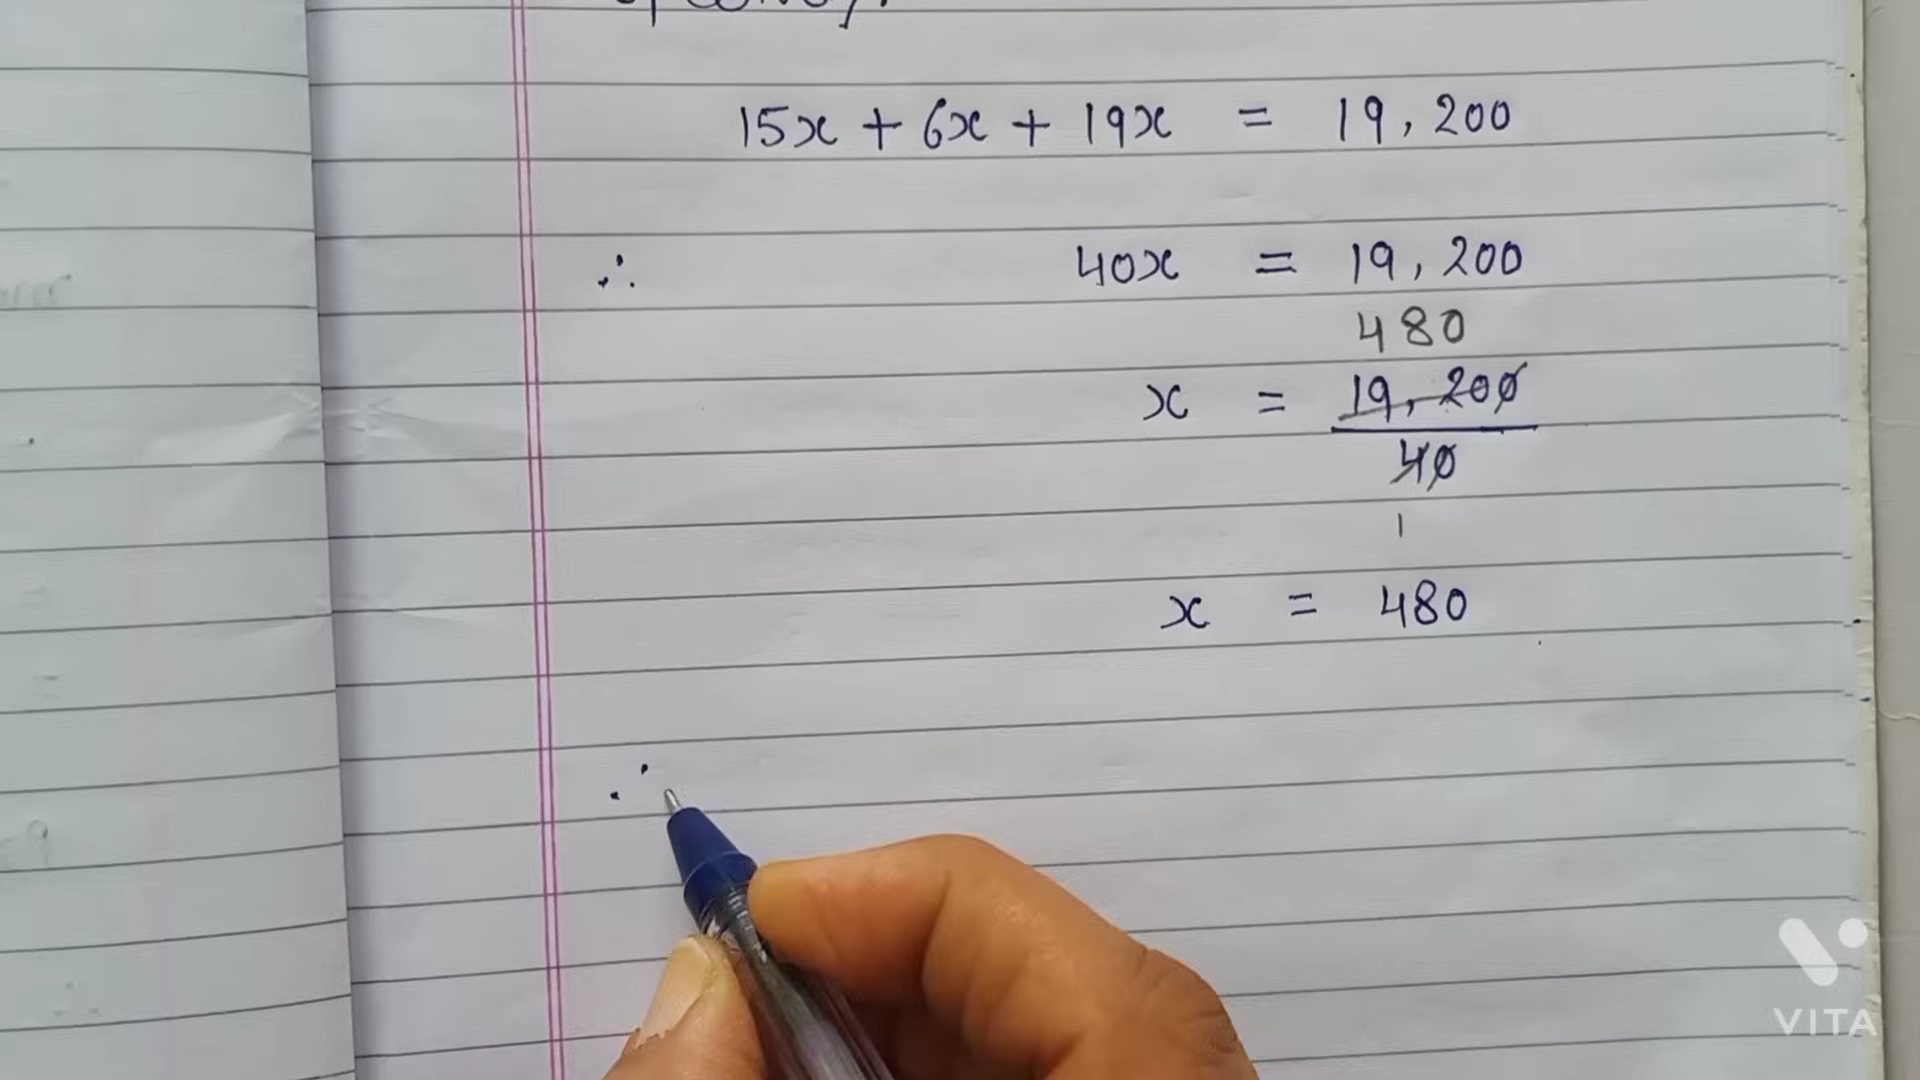 15x + 6x + 19x = 19,200
∴ 40x = 19,200
480
x = 19,200
40
1
x = 480
∴
VITA